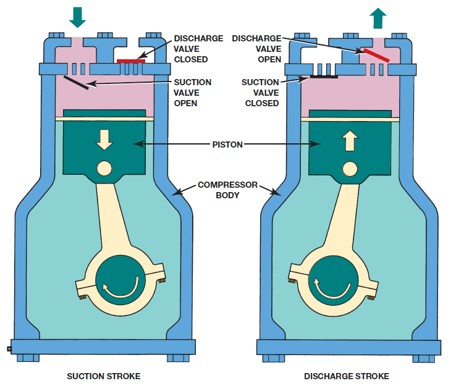 DISCHARGE
VALVE
CLOSED
DISCHARGE
VALVE
OPEN
SUCTION
VALVE
OPEN
SUCTION
VALVE
CLOSED
PISTON
COMPRESSOR
BODY
SUCTION STROKE
DISCHARGE STROKE